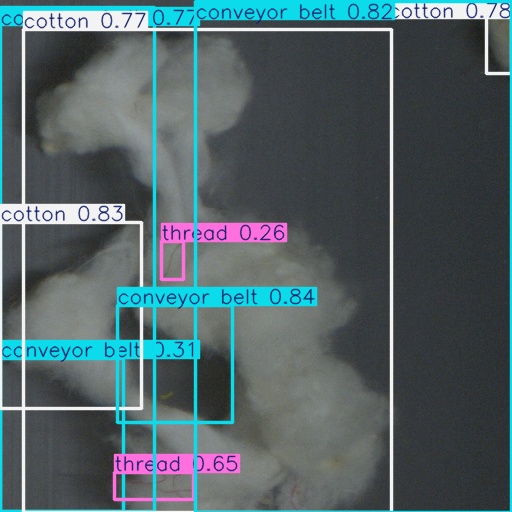 co
cotton 0.77
0.77
conveyor belt 0.82
cotton 0.78
cotton 0.83
thread 0.26
conveyor belt 0.84
conveyor belt 0.31
thread 0.65